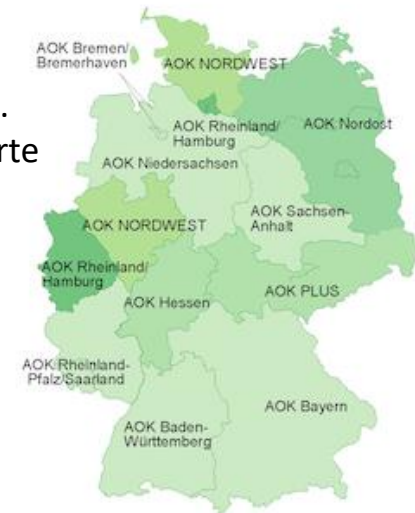 AOK Bremen/
Bremerhaven
AOK NORDWEST
.
rte
AOK Rheinland/
Hamburg
AOK Nordost
AOK Niedersachsen
AOK Sachsen-
Anhalt
AOK NORDWEST
AOK Rheinland/
Hamburg
AOK PLUS
AOK Hessen
AOK Rheinland-
Pfalz/Saarland
AOK Bayern
AOK Baden-
Württemberg